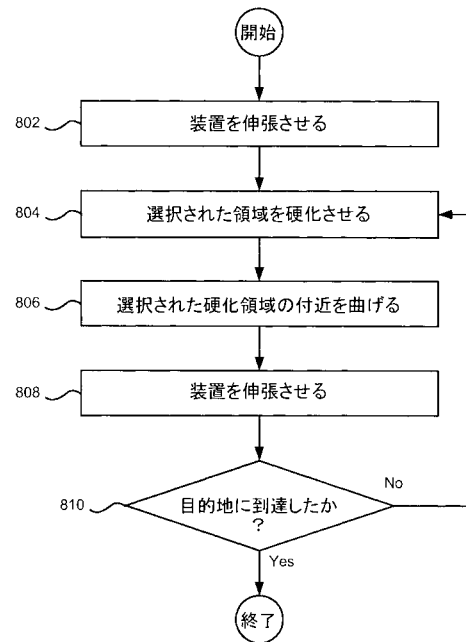 開始
802
装置を伸張させる
804
選択された領域を硬化させる
806
選択された硬化領域の付近を曲げる
808
装置を伸張させる
810
目的地に到達したか
?
No
Yes
終了